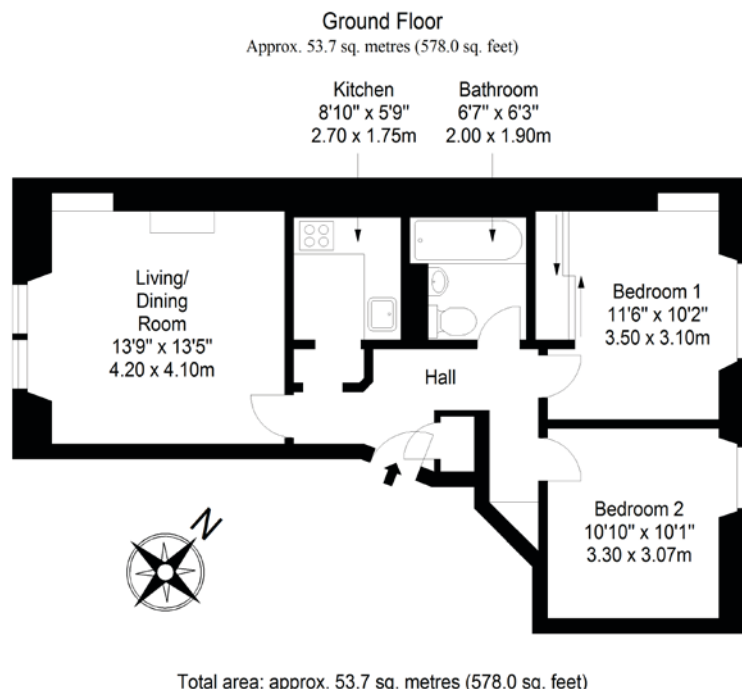 Ground Floor
Approx. 53.7 sq. metres (578.0 sq. feet)
Kitchen
8'10" x 5'9"
2.70 x 1.75m
Bathroom
6'7" x 6'3"
2.00 x 1.90m
Living/
Dining
Room
13'9" x 13'5"
4.20 x 4.10m
Bedroom 1
11'6" x 10'2"
3.50 x 3.10m
Hall
Bedroom 2
10'10" x 10'1"
3.30 x 3.07m
N
Total area: approx. 53.7 sq. metres (578.0 sq. feet)